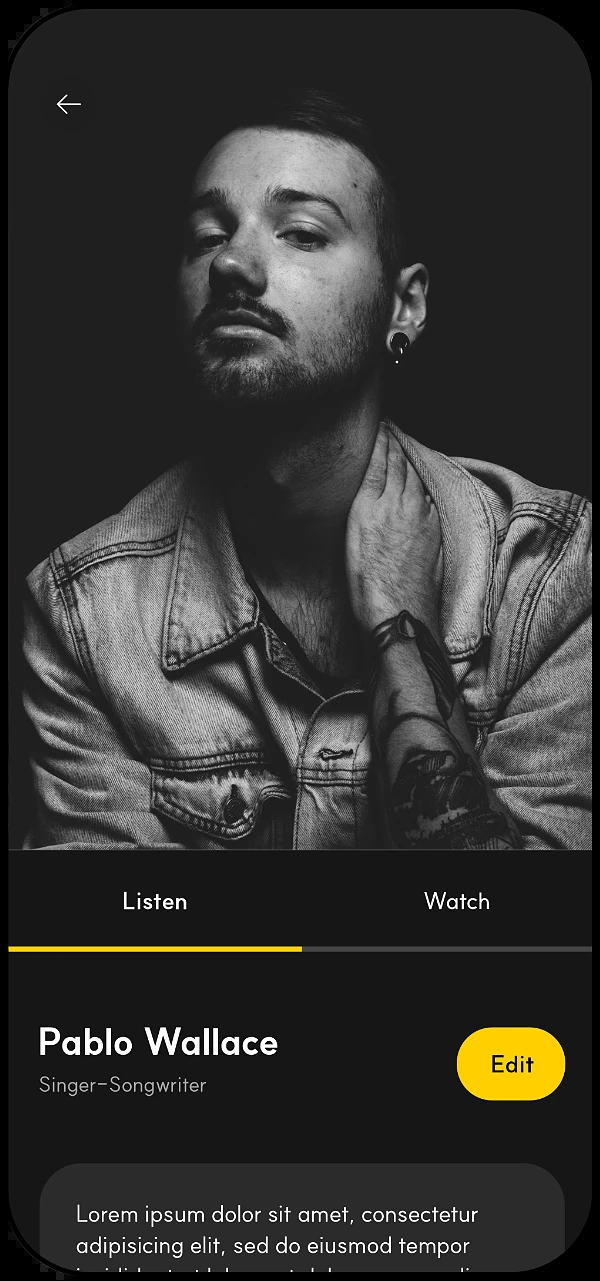 Listen
Watch
Pablo Wallace
Edit
Singer-Songwriter
Lorem ipsum dolor sit amet, consectetur
adipisicing elit, sed do eiusmod tempor